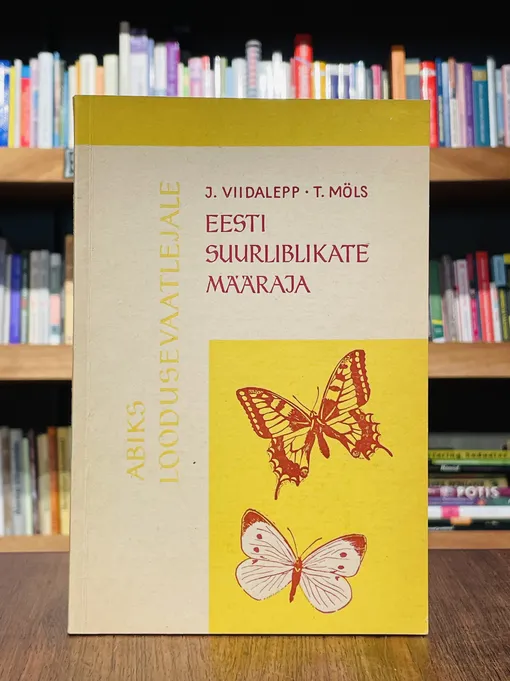 J. VIIDALEPP · T. MÖLS
EESTI
SUURLIBLIKATE
MÄÄRAJA
ABIKS
LOODUSEVAATLEJALE